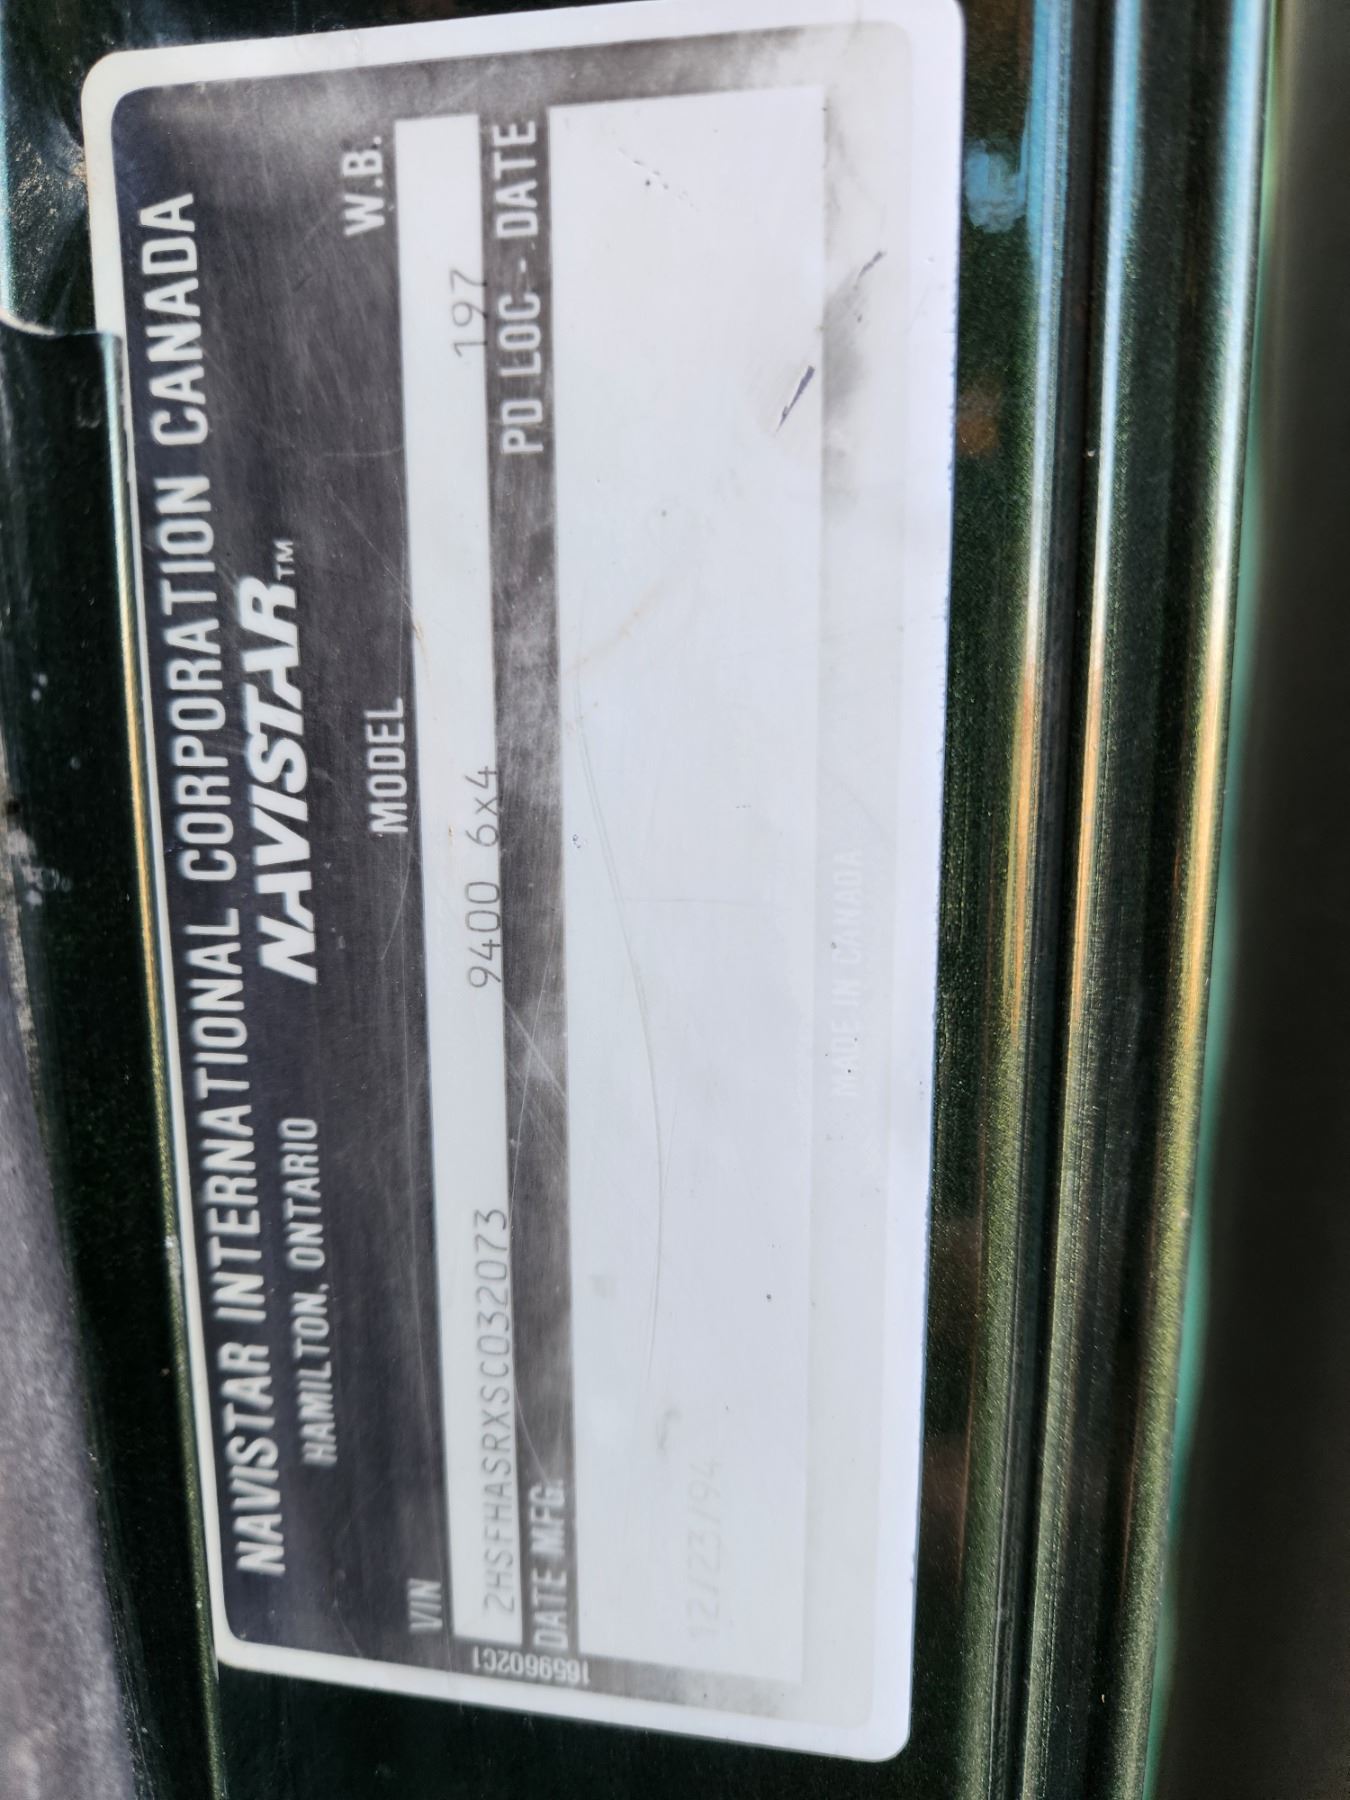 NAVISTAR INTERNATIONAL CORPORATION CANADA
HAMILTON, ONTARIO
NAVISTAR™
VIN MODEL W.B.
2HSFHASRXSC032073 9400 6x4 197
DATE MFG. PD LOC - DATE
12/23/94
MADE IN CANADA
1659602C1